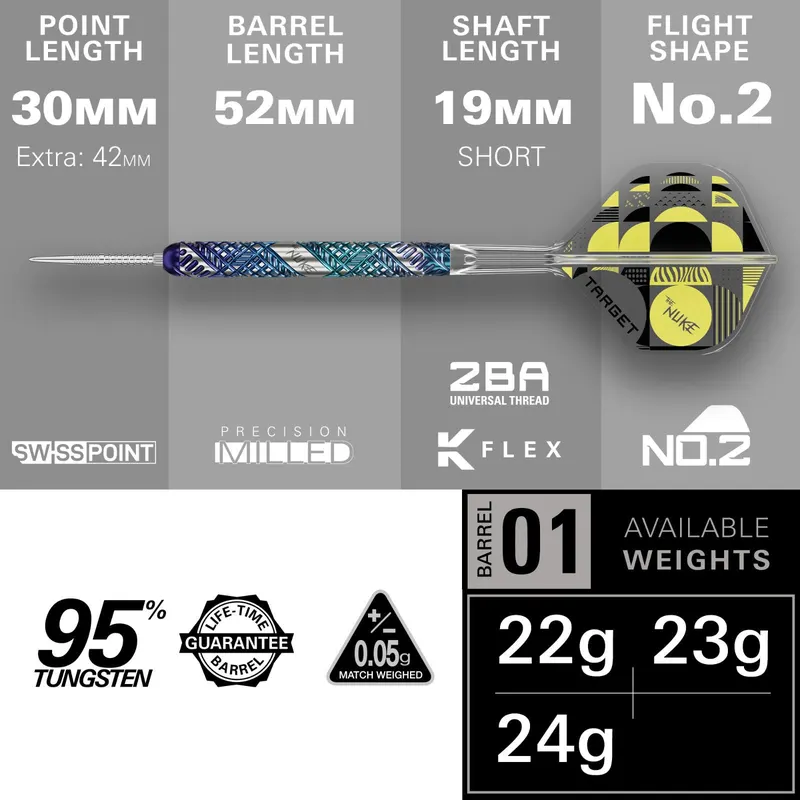 POINT
LENGTH
30MM
Extra: 42MM
BARREL
LENGTH
52MM
SHAFT
LENGTH
19MM
SHORT
FLIGHT
SHAPE
No.2
NUKE
TARGET
THE
NUKE
SWISSPOINT
PRECISION
MILLED
2BA
UNIVERSAL THREAD
K FLEX
NO.2
95%
TUNGSTEN
LIFE-TIME
GUARANTEE
BARREL
+/-
0.05g
MATCH WEIGHED
BARREL
01
AVAILABLE
WEIGHTS
22g
23g
24g